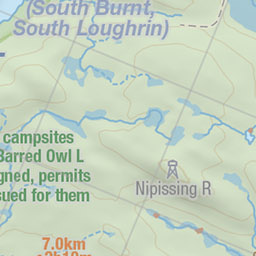 (South Burnt,
South Loughrin)
campsites
Barred Owl L
gned, permits
sued for them
Nipissing R
7.0km